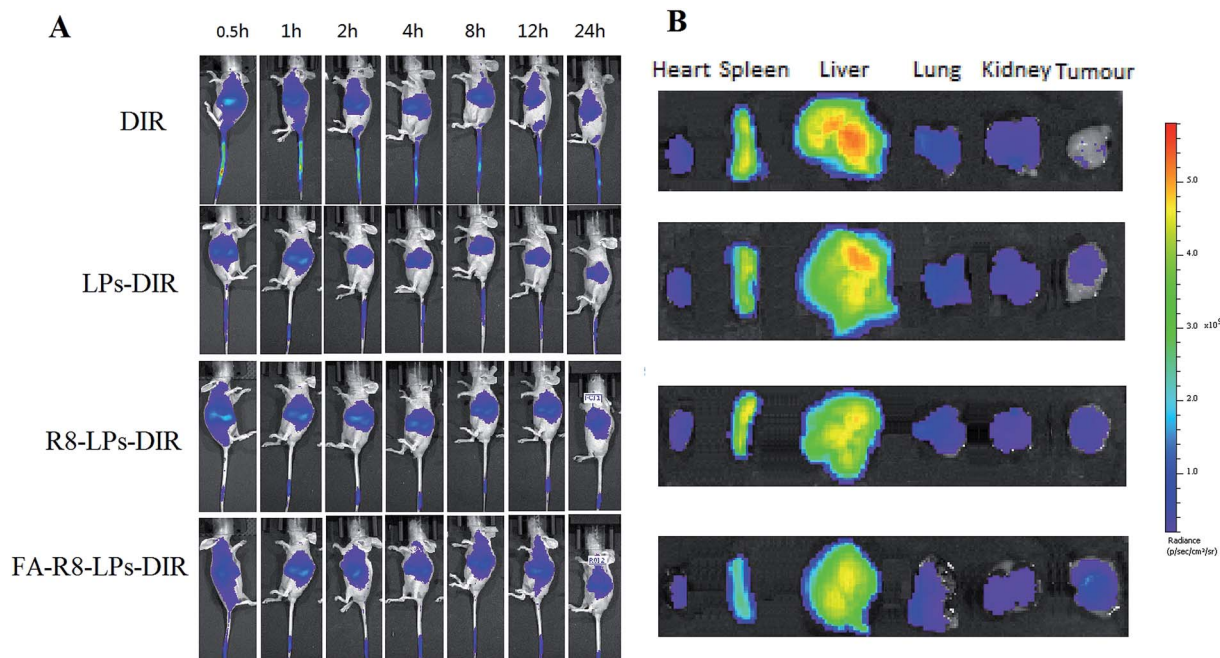 A
0.5h 1h 2h 4h 8h 12h 24h
DIR
LPs-DIR
R8-LPs-DIR
FA-R8-LPs-DIR
B
Heart Spleen Liver Lung Kidney Tumour
5.0
4.0
3.0
2.0
1.0
Radiance
(p/sec/cm²/sr)